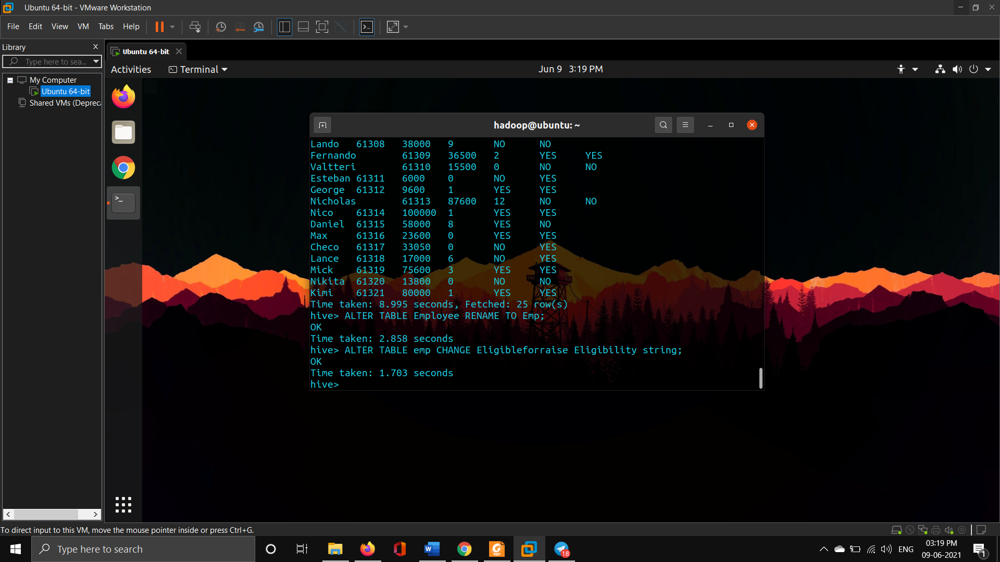 Ubuntu 64-bit - VMware Workstation
File Edit View VM Tabs Help
Library
Type here to sea...
My Computer
Ubuntu 64-bit
Shared VMs (Depreca
Ubuntu 64-bit
Activities Terminal Jun 9 3:19 PM
hadoop@ubuntu: ~
Lando 61308 38000 9 NO NO
Fernando 61309 36500 2 YES YES
Valtteri 61310 15500 0 NO NO
Esteban 61311 6000 0 NO YES
George 61312 9600 1 YES YES
Nicholas 61313 87600 12 NO NO
Nico 61314 100000 1 YES YES
Daniel 61315 58000 8 YES NO
Max 61316 23600 0 YES YES
Checo 61317 33050 0 NO YES
Lance 61318 17000 6 NO YES
Mick 61319 75600 3 YES YES
Nikita 61320 13800 0 NO NO
Kimi 61321 80000 1 YES YES
Time taken: 8.995 seconds, Fetched: 25 row(s)
hive> ALTER TABLE Employee RENAME TO Emp;
OK
Time taken: 2.858 seconds
hive> ALTER TABLE emp CHANGE Eligibleforraise Eligibility string;
OK
Time taken: 1.703 seconds
hive>
To direct input to this VM, move the mouse pointer inside or press Ctrl+G.
Type here to search
W
PDF
18
ENG
03:19 PM
09-06-2021
1